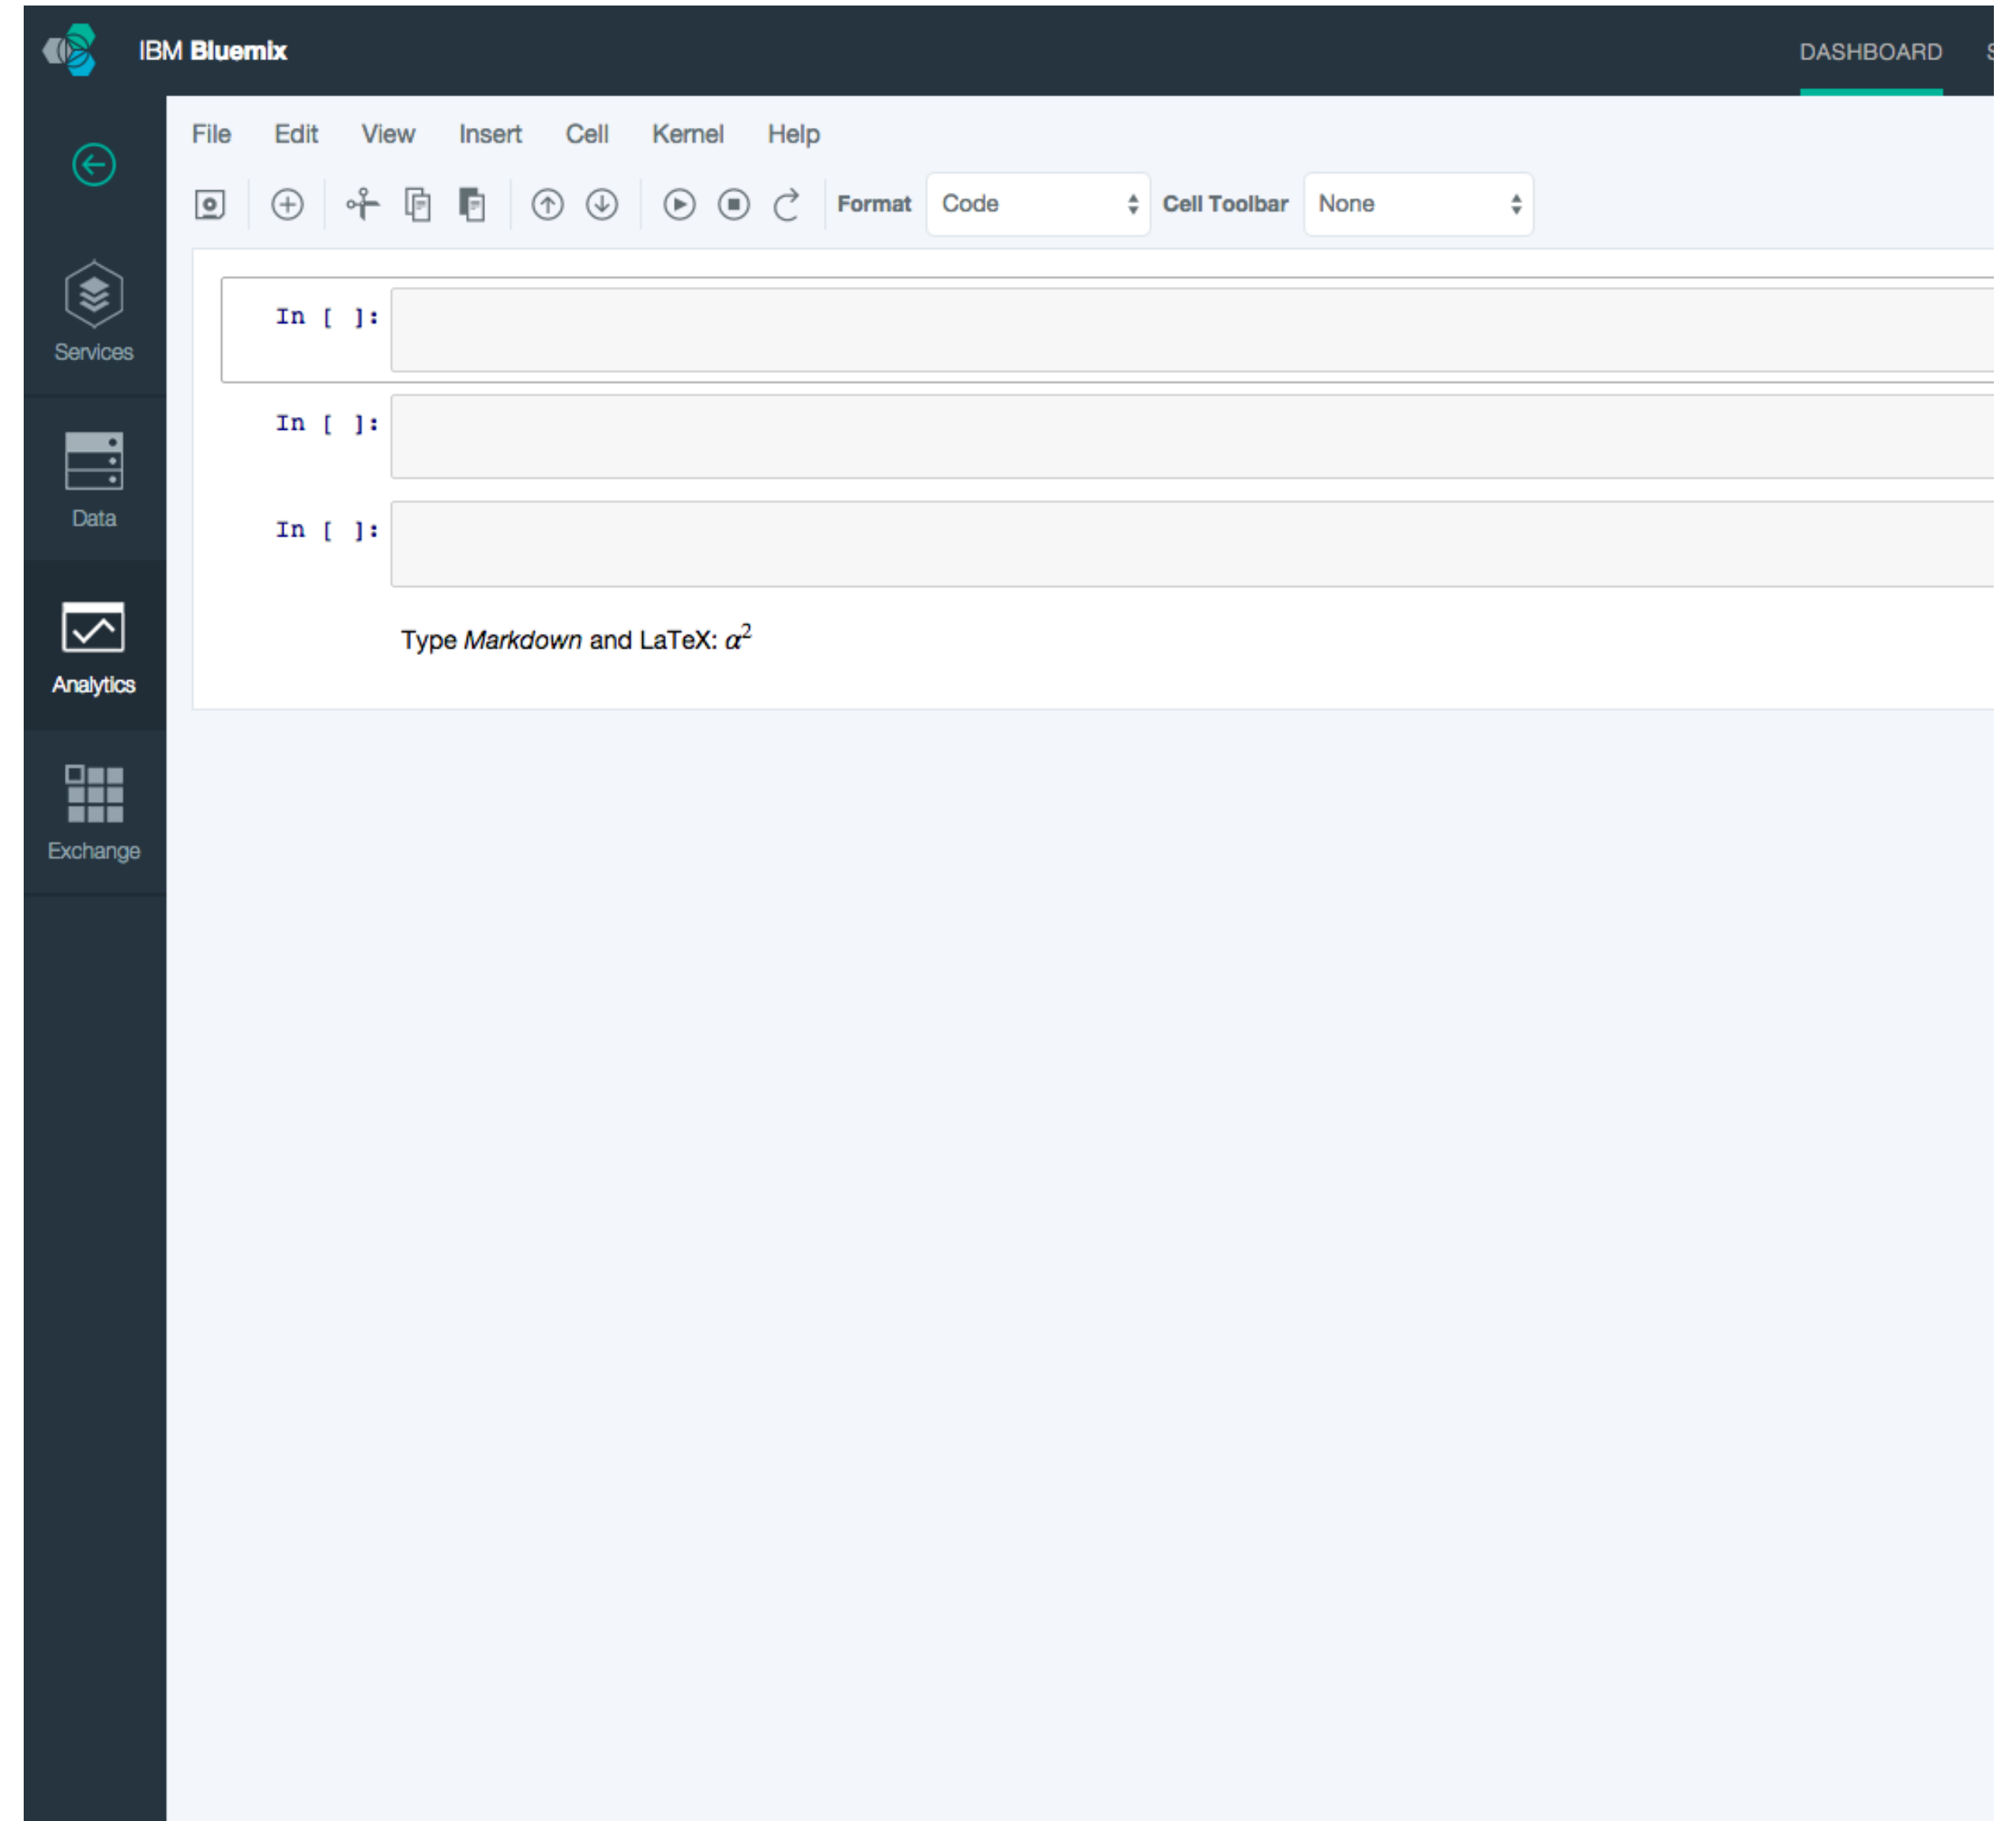 IBM Bluemix
DASHBOARD
File Edit View Insert Cell Kernel Help
Format Code Cell Toolbar None
Services
Data
Analytics
Exchange
In [ ]:
In [ ]:
In [ ]:
Type Markdown and LaTeX: α²